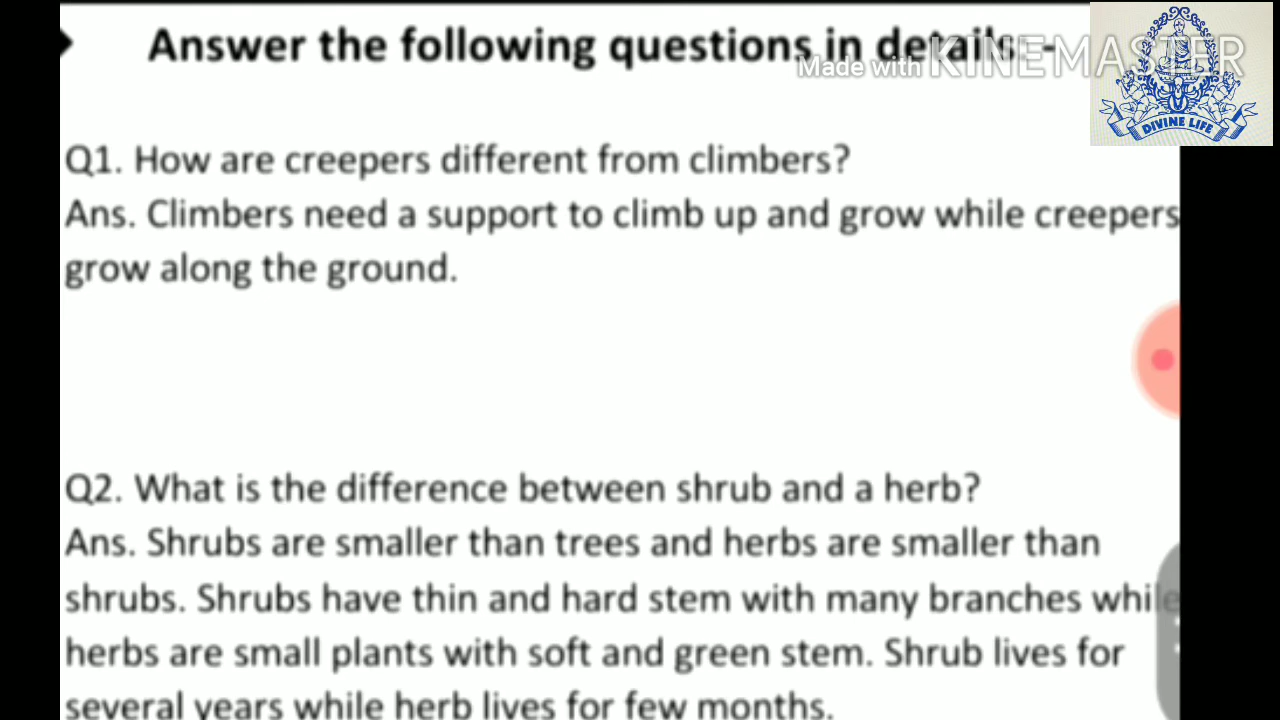 Answer the following questions in details :-
Made with KINEMASTER
DIVINE LIFE
Q1. How are creepers different from climbers?
Ans. Climbers need a support to climb up and grow while creepers
grow along the ground.
Q2. What is the difference between shrub and a herb?
Ans. Shrubs are smaller than trees and herbs are smaller than
shrubs. Shrubs have thin and hard stem with many branches while
herbs are small plants with soft and green stem. Shrub lives for
several years while herb lives for few months.